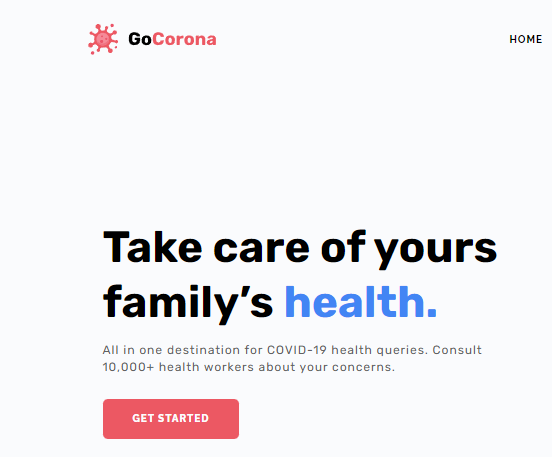 GoCorona
HOME
Take care of yours
family’s health.
All in one destination for COVID-19 health queries. Consult
10,000+ health workers about your concerns.
GET STARTED